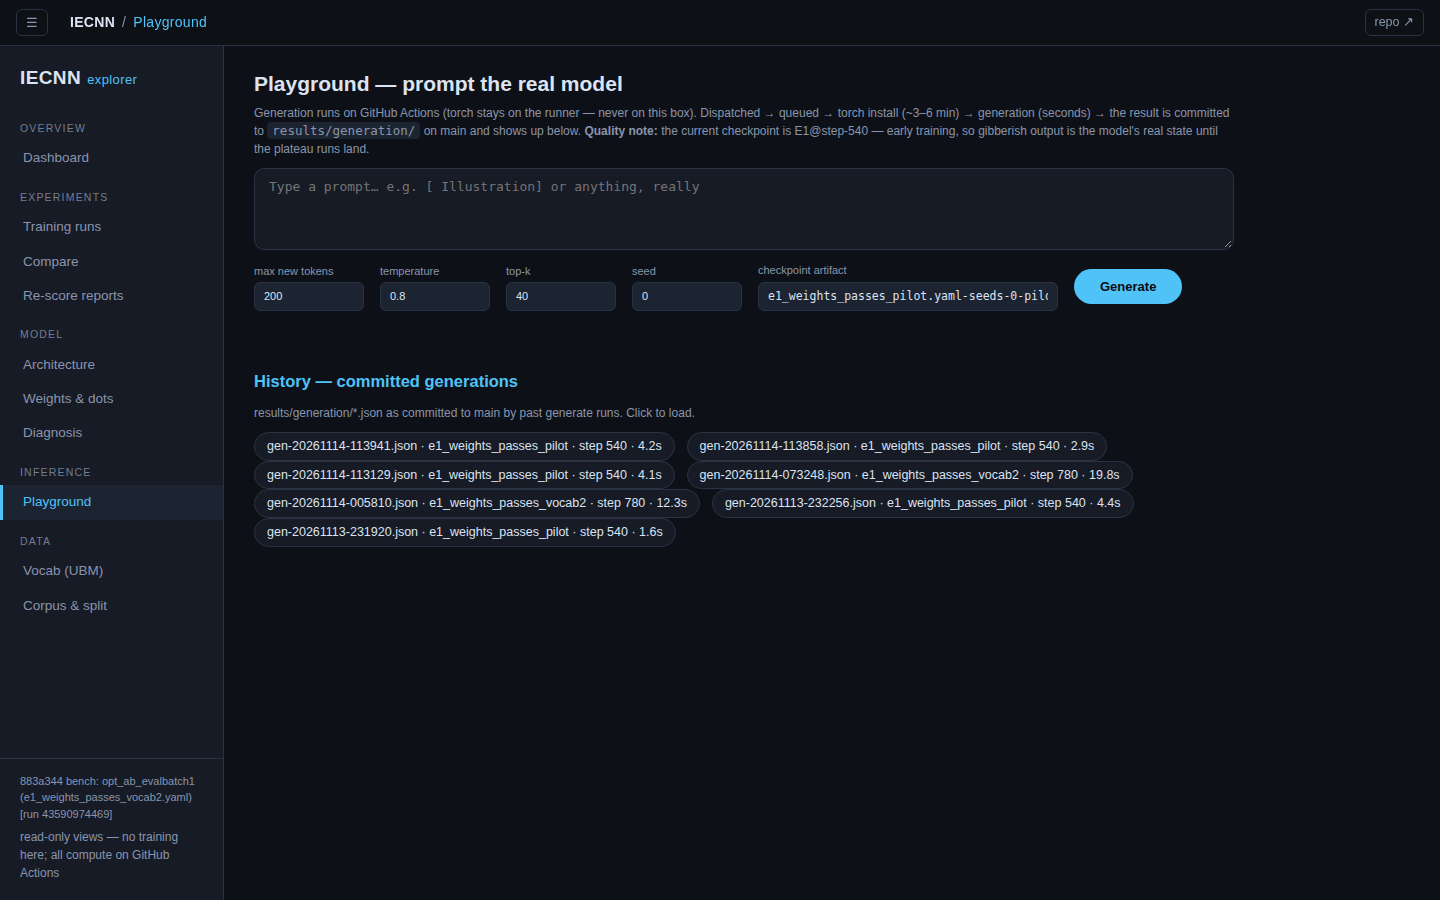 ☰ IECNN / Playground repo ↗
IECNN explorer
OVERVIEW
Dashboard
EXPERIMENTS
Training runs
Compare
Re-score reports
MODEL
Architecture
Weights & dots
Diagnosis
INFERENCE
Playground
DATA
Vocab (UBM)
Corpus & split
883a344 bench: opt_ab_evalbatch1
(e1_weights_passes_vocab2.yaml)
[run 43590974469]
read-only views — no training
here; all compute on GitHub
Actions
Playground — prompt the real model
Generation runs on GitHub Actions (torch stays on the runner — never on this box). Dispatched → queued → torch install (~3–6 min) → generation (seconds) → the result is committed
to results/generation/ on main and shows up below. Quality note: the current checkpoint is E1@step-540 — early training, so gibberish output is the model's real state until
the plateau runs land.
Type a prompt… e.g. [ Illustration] or anything, really
max new tokens temperature top-k seed checkpoint artifact
200 0.8 40 0 e1_weights_passes_pilot.yaml-seeds-0-pilo Generate
History — committed generations
results/generation/*.json as committed to main by past generate runs. Click to load.
gen-20261114-113941.json · e1_weights_passes_pilot · step 540 · 4.2s gen-20261114-113858.json · e1_weights_passes_pilot · step 540 · 2.9s
gen-20261114-113129.json · e1_weights_passes_pilot · step 540 · 4.1s gen-20261114-073248.json · e1_weights_passes_vocab2 · step 780 · 19.8s
gen-20261114-005810.json · e1_weights_passes_vocab2 · step 780 · 12.3s gen-20261113-232256.json · e1_weights_passes_pilot · step 540 · 4.4s
gen-20261113-231920.json · e1_weights_passes_pilot · step 540 · 1.6s